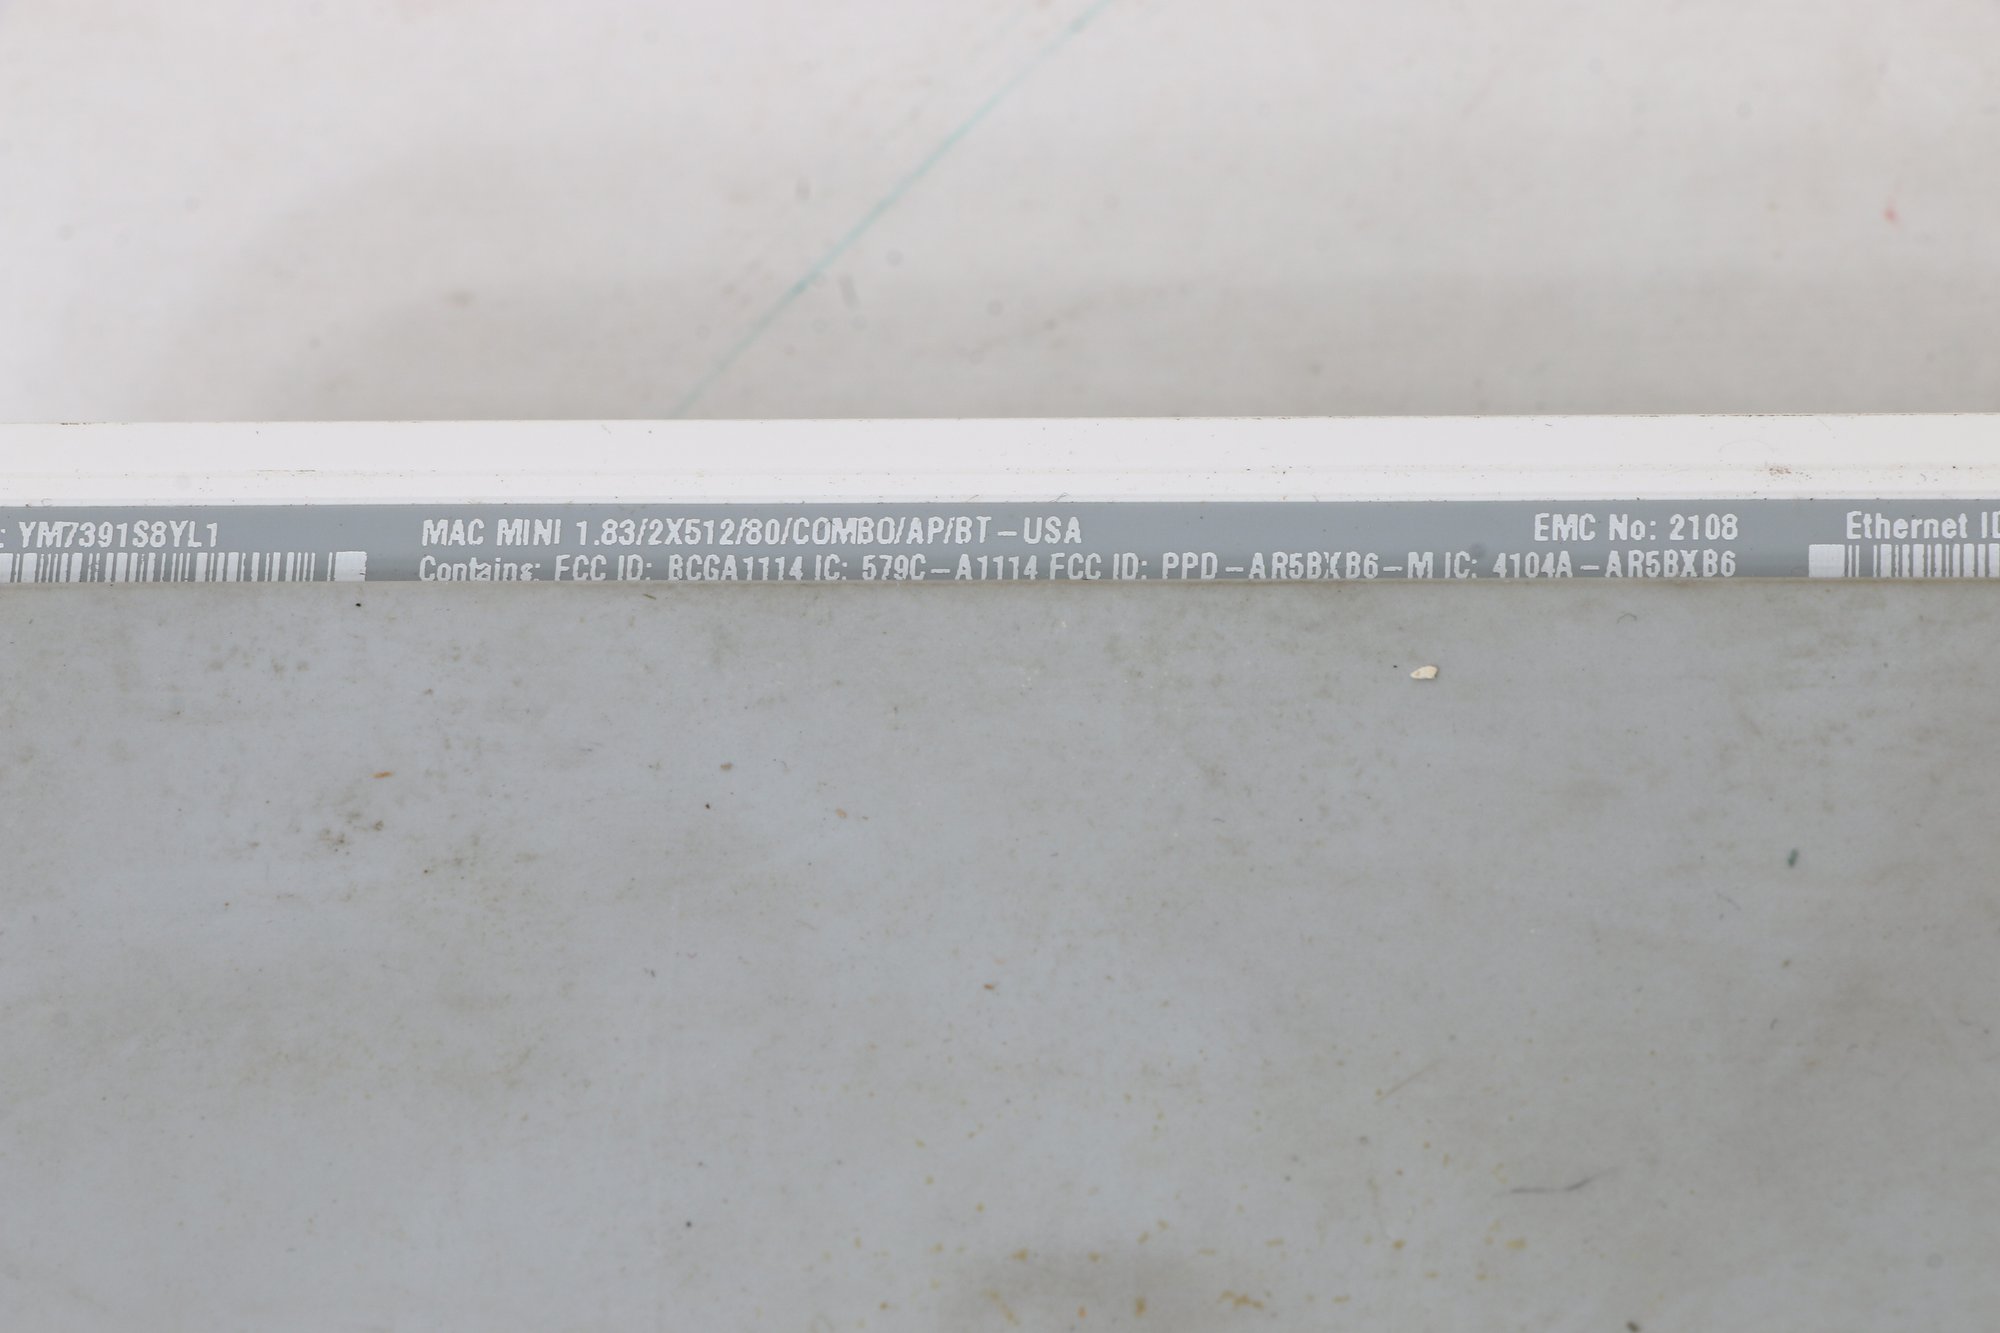 : YM7391S8YL1
MAC MINI 1.83/2X512/80/COMBO/AP/BT-USA
EMC No: 2108
Ethernet ID
Contains: FCC ID: BCGA1114 IC: 579C-A1114 FCC ID: PPD-AR5BXB6-M IC: 4104A-AR5BXB6